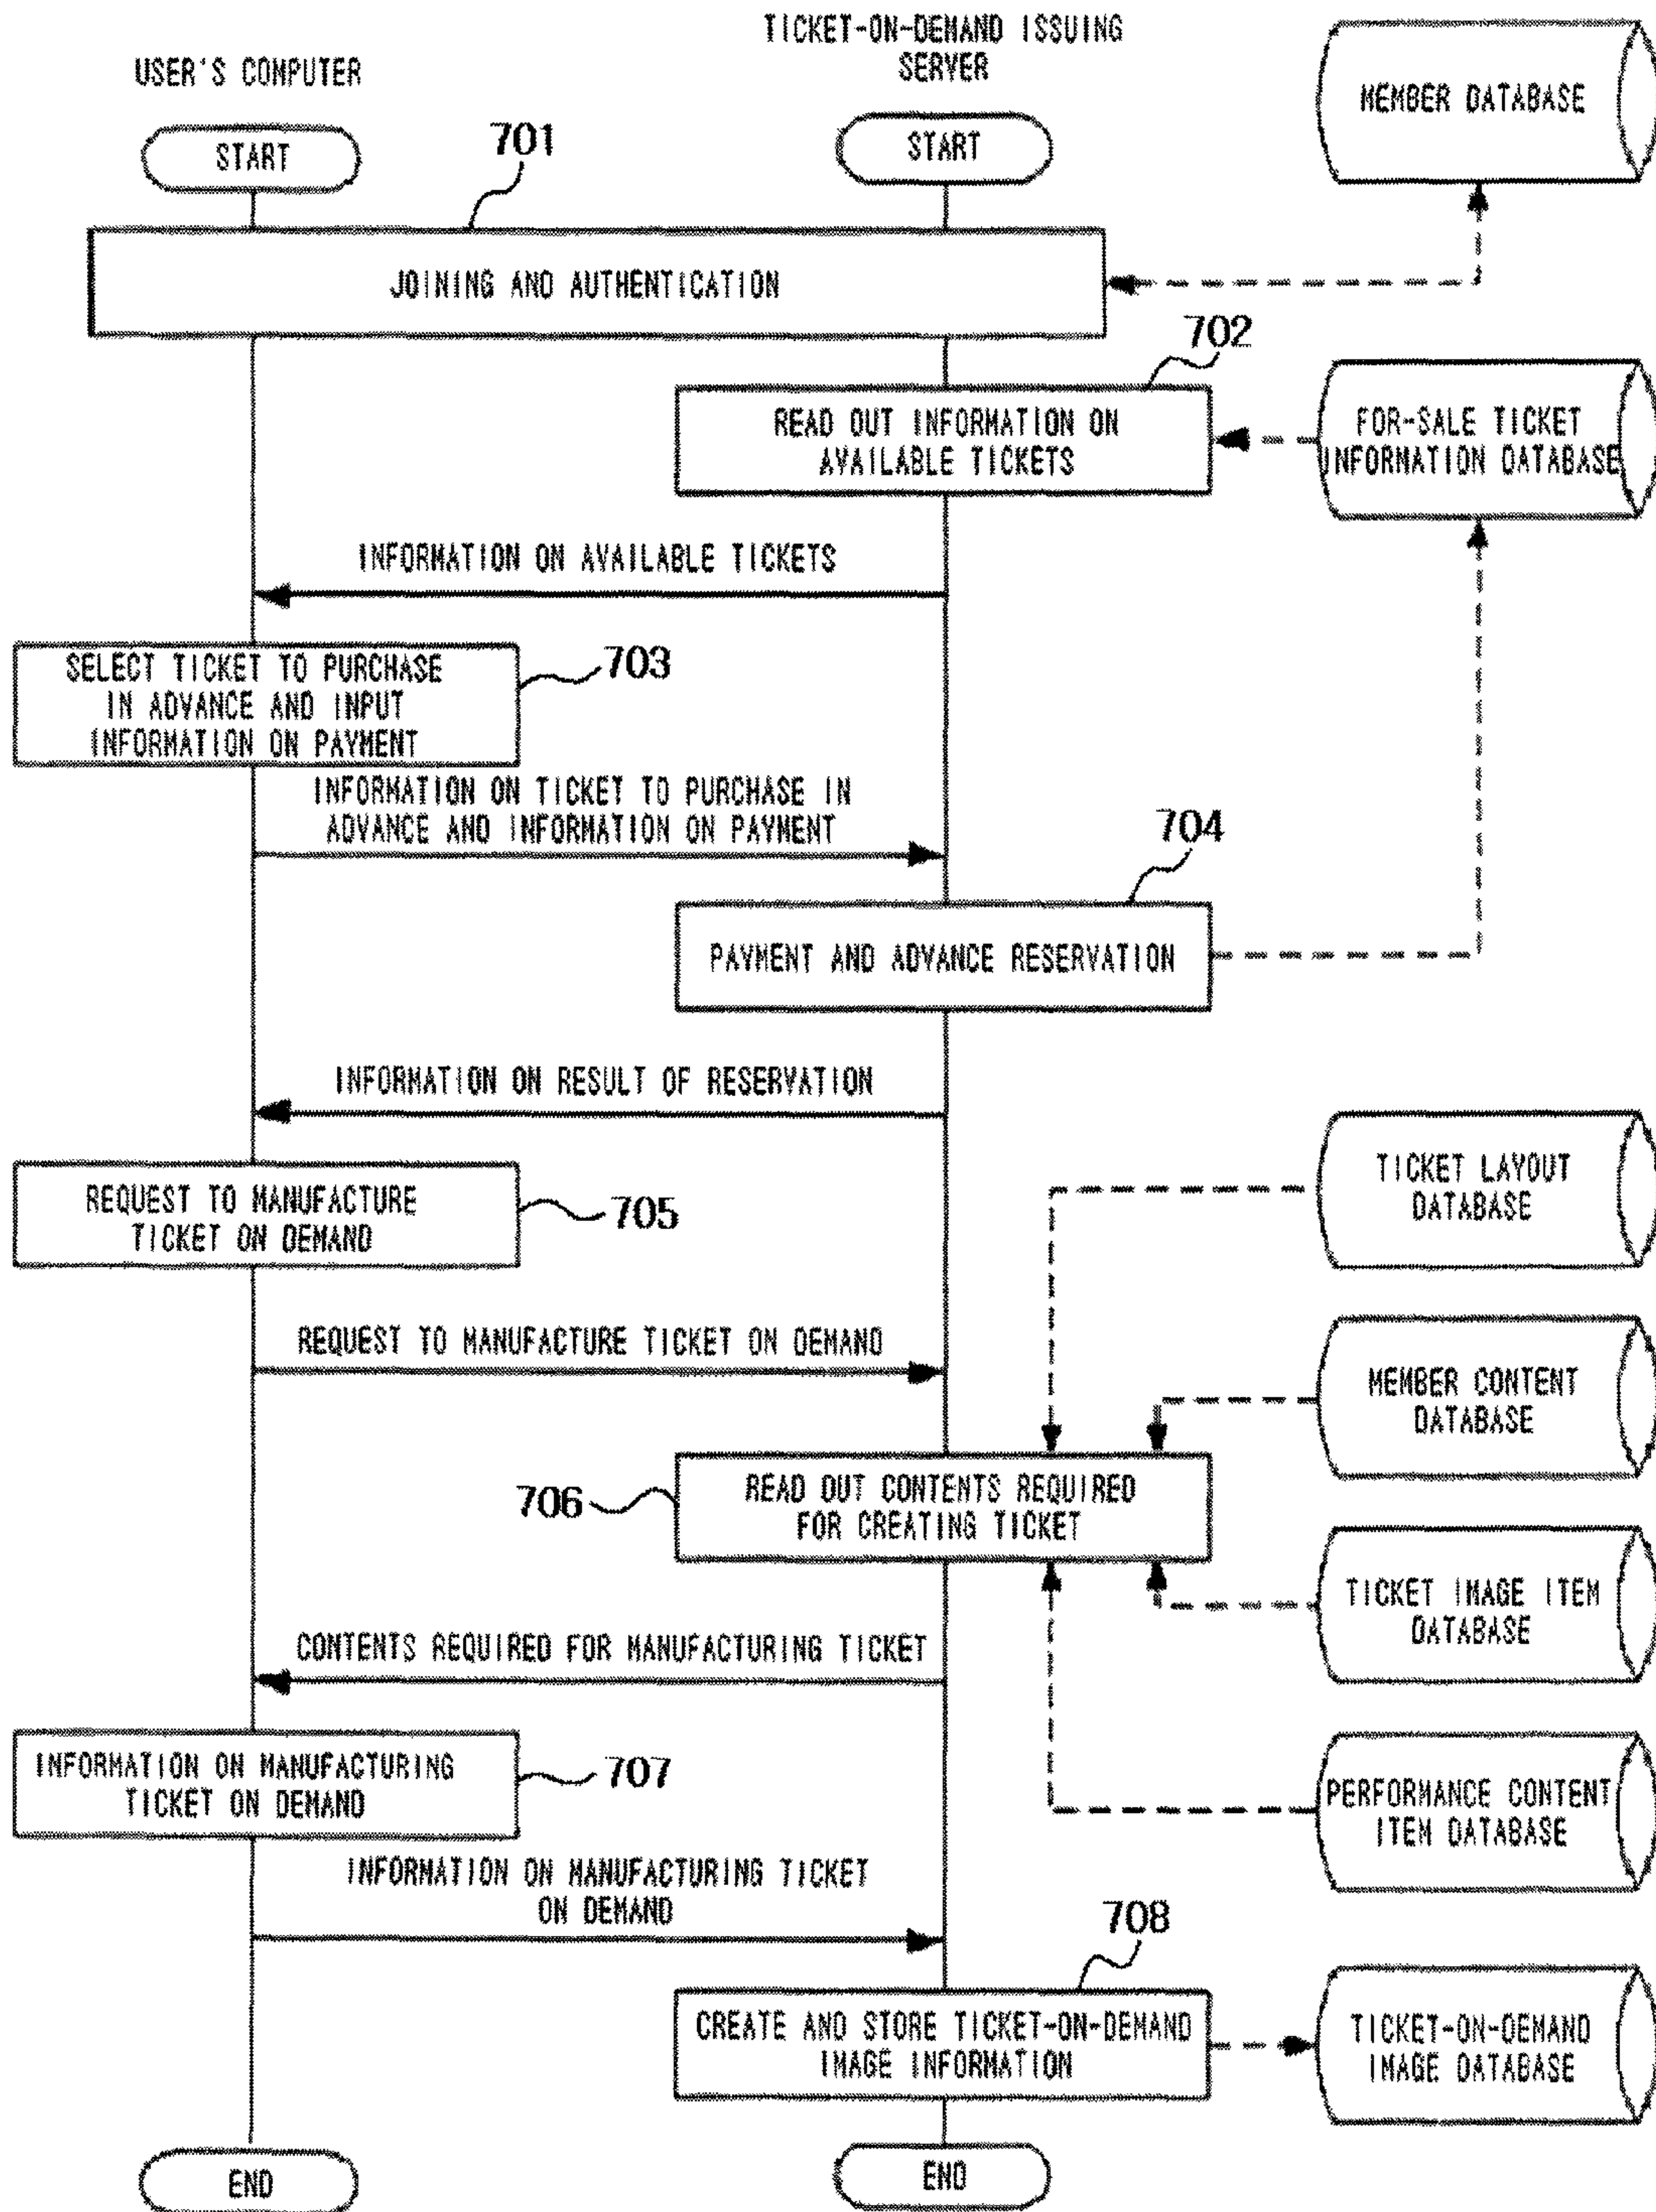 TICKET-ON-DEMAND ISSUING
SERVER
USER'S COMPUTER
MEMBER DATABASE
START
701
START
JOINING AND AUTHENTICATION
702
READ OUT INFORMATION ON
AVAILABLE TICKETS
FOR-SALE TICKET
INFORMATION DATABASE
INFORMATION ON AVAILABLE TICKETS
SELECT TICKET TO PURCHASE
IN ADVANCE AND INPUT
INFORMATION ON PAYMENT
703
INFORMATION ON TICKET TO PURCHASE IN
ADVANCE AND INFORMATION ON PAYMENT
704
PAYMENT AND ADVANCE RESERVATION
INFORMATION ON RESULT OF RESERVATION
TICKET LAYOUT
DATABASE
REQUEST TO MANUFACTURE
TICKET ON DEMAND
705
REQUEST TO MANUFACTURE TICKET ON DEMAND
MEMBER CONTENT
DATABASE
706
READ OUT CONTENTS REQUIRED
FOR CREATING TICKET
TICKET IMAGE ITEM
DATABASE
CONTENTS REQUIRED FOR MANUFACTURING TICKET
INFORMATION ON MANUFACTURING
TICKET ON DEMAND
707
PERFORMANCE CONTENT
ITEM DATABASE
INFORMATION ON MANUFACTURING TICKET
ON DEMAND
708
CREATE AND STORE TICKET-ON-DEMAND
IMAGE INFORMATION
TICKET-ON-DEMAND
IMAGE DATABASE
END
END